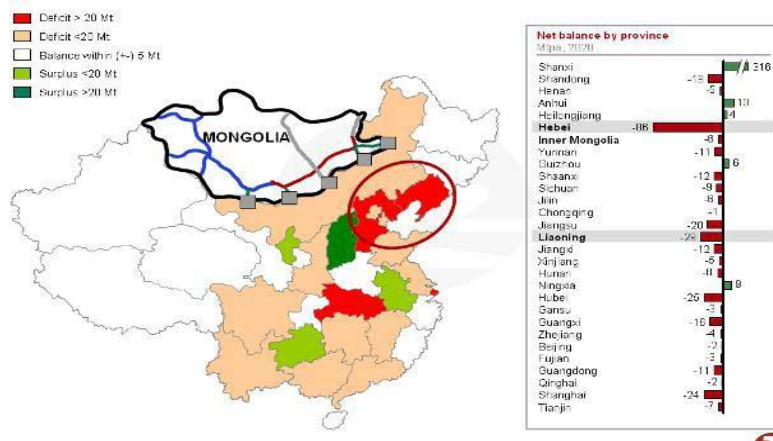 Deficit > 20 Mt
Deficit <20 Mt
Balance within (+-) 5 Mt
Surplus <20 Mt
Surplus >20 Mt
MONGOLIA
Net balance by province
Mtpa, 2020
Shanxi 316
Shandong -19
Henan -5
Anhui 13
Heilongjiang 4
Hebei -86
Inner Mongolia -6
Yunnan -11
Guizhou 6
Shaanxi -12
Sichuan -9
Jilin -8
Chongqing -1
Jiangsu -20
Liaoning -29
Jiangxi -12
Xinjiang -5
Hunan -8
Ningxia 8
Hubei -25
Gansu -3
Guangxi -16
Zhejiang -4
Beijing -2
Fujian -3
Guangdong -11
Qinghai -2
Shanghai -24
Tianjin -7